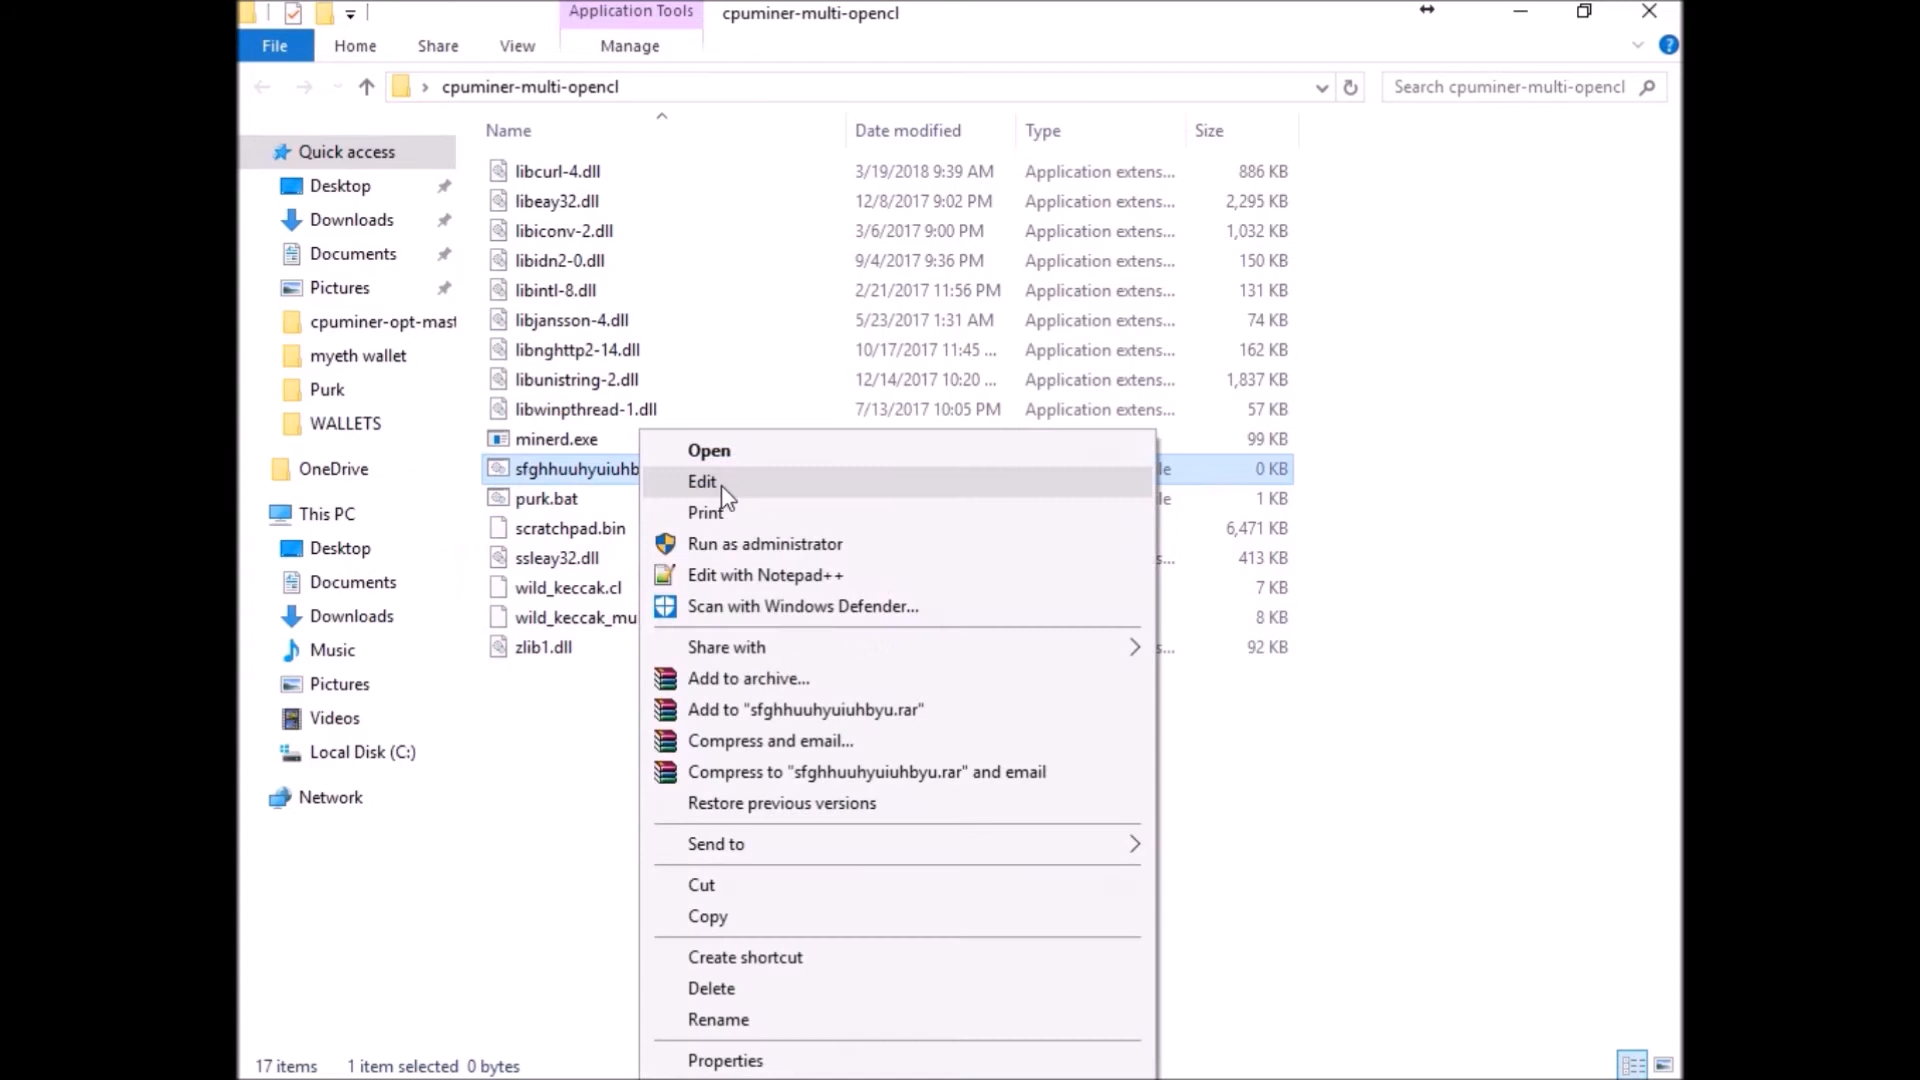 Application Tools
cpuminer-multi-opencl
File
Home
Share
View
Manage
cpuminer-multi-opencl
Search cpuminer-multi-opencl
Name
Date modified
Type
Size
Quick access
Desktop
Downloads
Documents
Pictures
cpuminer-opt-mast
myeth wallet
Purk
WALLETS
OneDrive
This PC
Desktop
Documents
Downloads
Music
Pictures
Videos
Local Disk (C:)
Network
libcurl-4.dll 3/19/2018 9:39 AM Application extens... 886 KB
libeay32.dll 12/8/2017 9:02 PM Application extens... 2,295 KB
libiconv-2.dll 3/6/2017 9:00 PM Application extens... 1,032 KB
libidn2-0.dll 9/4/2017 9:36 PM Application extens... 150 KB
libintl-8.dll 2/21/2017 11:56 PM Application extens... 131 KB
libjansson-4.dll 5/23/2017 1:31 AM Application extens... 74 KB
libnghttp2-14.dll 10/17/2017 11:45 ... Application extens... 162 KB
libunistring-2.dll 12/14/2017 10:20 ... Application extens... 1,837 KB
libwinpthread-1.dll 7/13/2017 10:05 PM Application extens... 57 KB
minerd.exe 99 KB
sfghhuuhyuiuhb le 0 KB
purk.bat le 1 KB
scratchpad.bin 6,471 KB
ssleay32.dll s... 413 KB
wild_keccak.cl 7 KB
wild_keccak_mu 8 KB
zlib1.dll s... 92 KB
Open
Edit
Print
Run as administrator
Edit with Notepad++
Scan with Windows Defender...
Share with
Add to archive...
Add to "sfghhuuhyuiuhbyu.rar"
Compress and email...
Compress to "sfghhuuhyuiuhbyu.rar" and email
Restore previous versions
Send to
Cut
Copy
Create shortcut
Delete
Rename
Properties
17 items 1 item selected 0 bytes